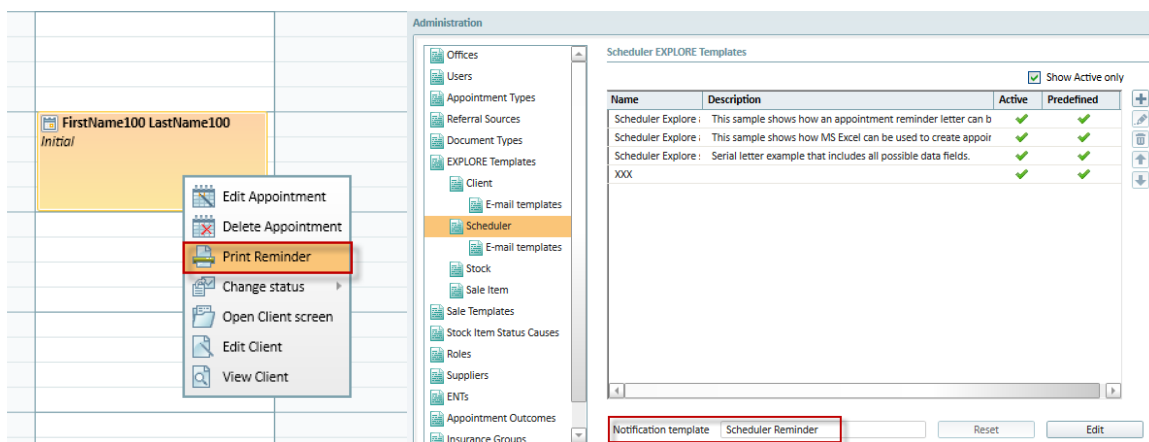 FirstName100 LastName100
Initial
Edit Appointment
Delete Appointment
Print Reminder
Change status
Open Client screen
Edit Client
View Client
Administration
Offices
Users
Appointment Types
Referral Sources
Document Types
EXPLORE Templates
Client
E-mail templates
Scheduler
E-mail templates
Stock
Sale Item
Sale Templates
Stock Item Status Causes
Roles
Suppliers
ENTs
Appointment Outcomes
Insurance Groups
Scheduler EXPLORE Templates
Show Active only
Name Description Active Predefined
Scheduler Explore This sample shows how an appointment reminder letter can b
Scheduler Explore This sample shows how MS Excel can be used to create appoir
Scheduler Explore Serial letter example that includes all possible data fields.
XXX
Notification template Scheduler Reminder Reset Edit